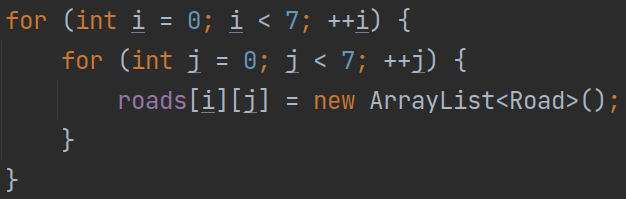 for (int i = 0; i < 7; ++i) {
    for (int j = 0; j < 7; ++j) {
        roads[i][j] = new ArrayList<Road>();
    }
}